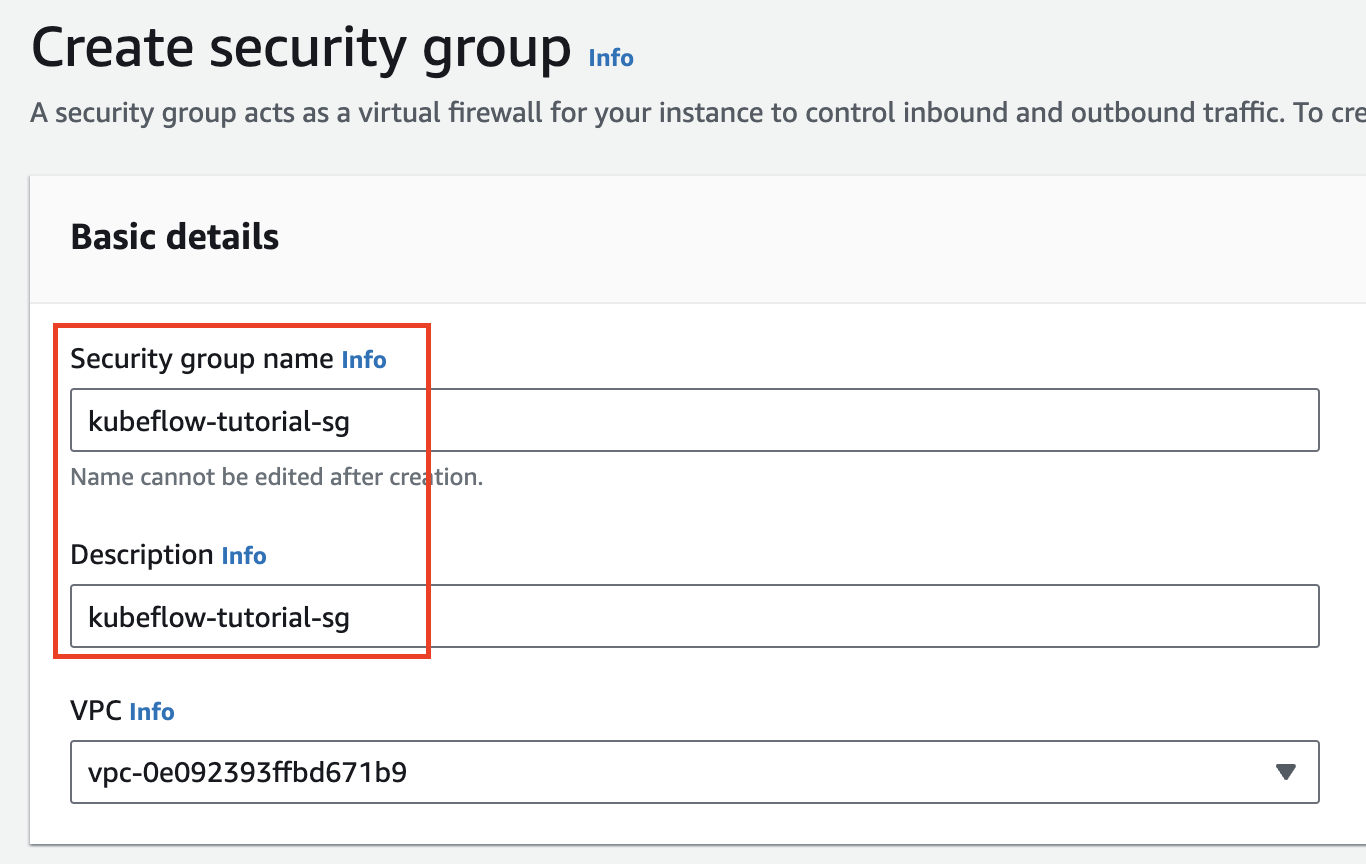 Create security group Info
A security group acts as a virtual firewall for your instance to control inbound and outbound traffic. To cre
Basic details
Security group name Info
kubeflow-tutorial-sg
Name cannot be edited after creation.
Description Info
kubeflow-tutorial-sg
VPC Info
vpc-0e092393ffbd671b9